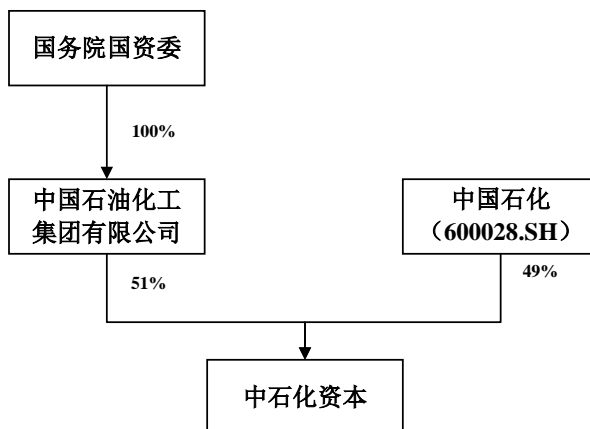 国务院国资委
100%
中国石油化工
集团有限公司
中国石化
（600028.SH）
51%
49%
中石化资本